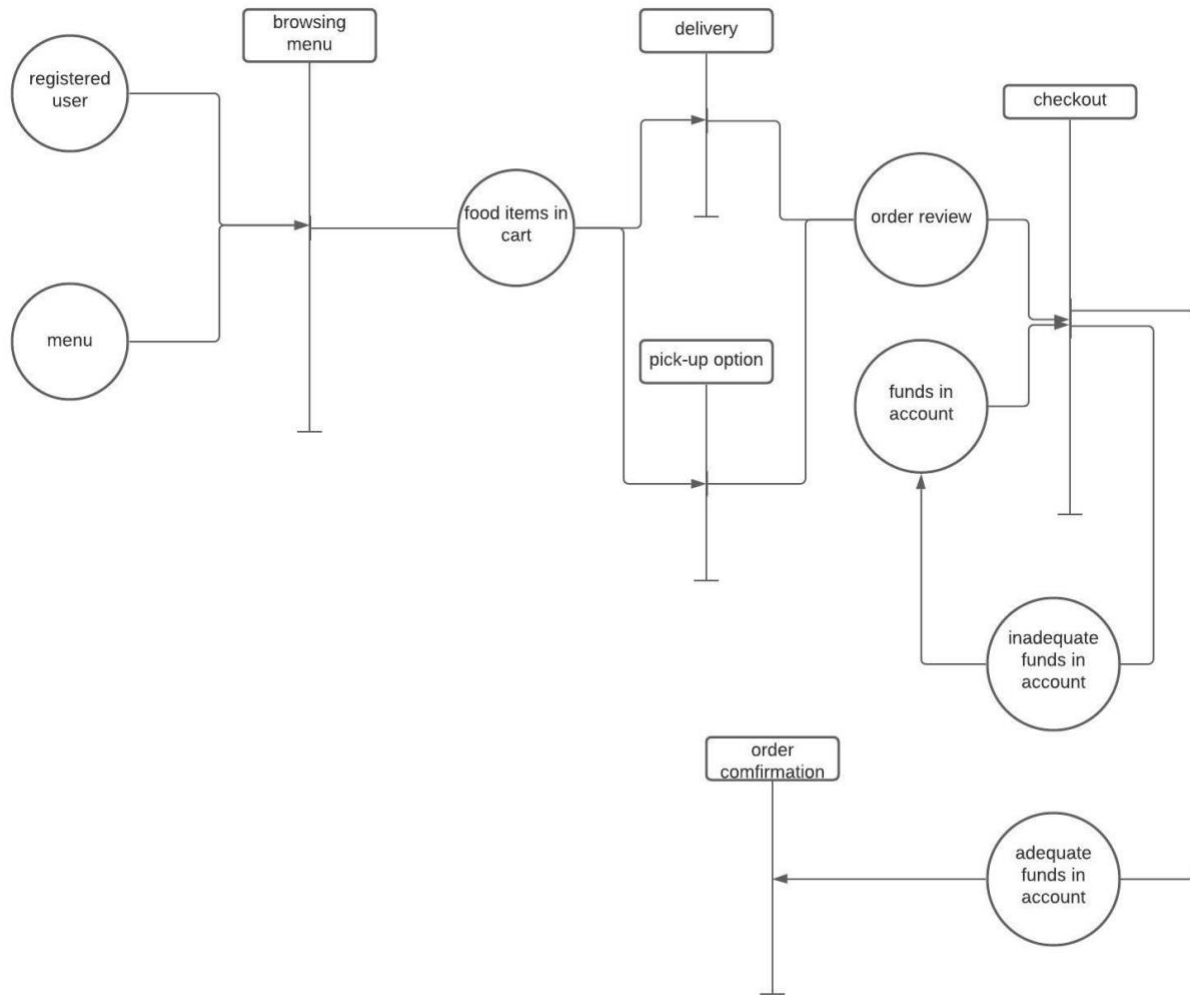 browsing
menu
delivery
registered
user
checkout
food items in
cart
order review
menu
pick-up option
funds in
account
inadequate
funds in
account
order
comfirmation
adequate
funds in
account